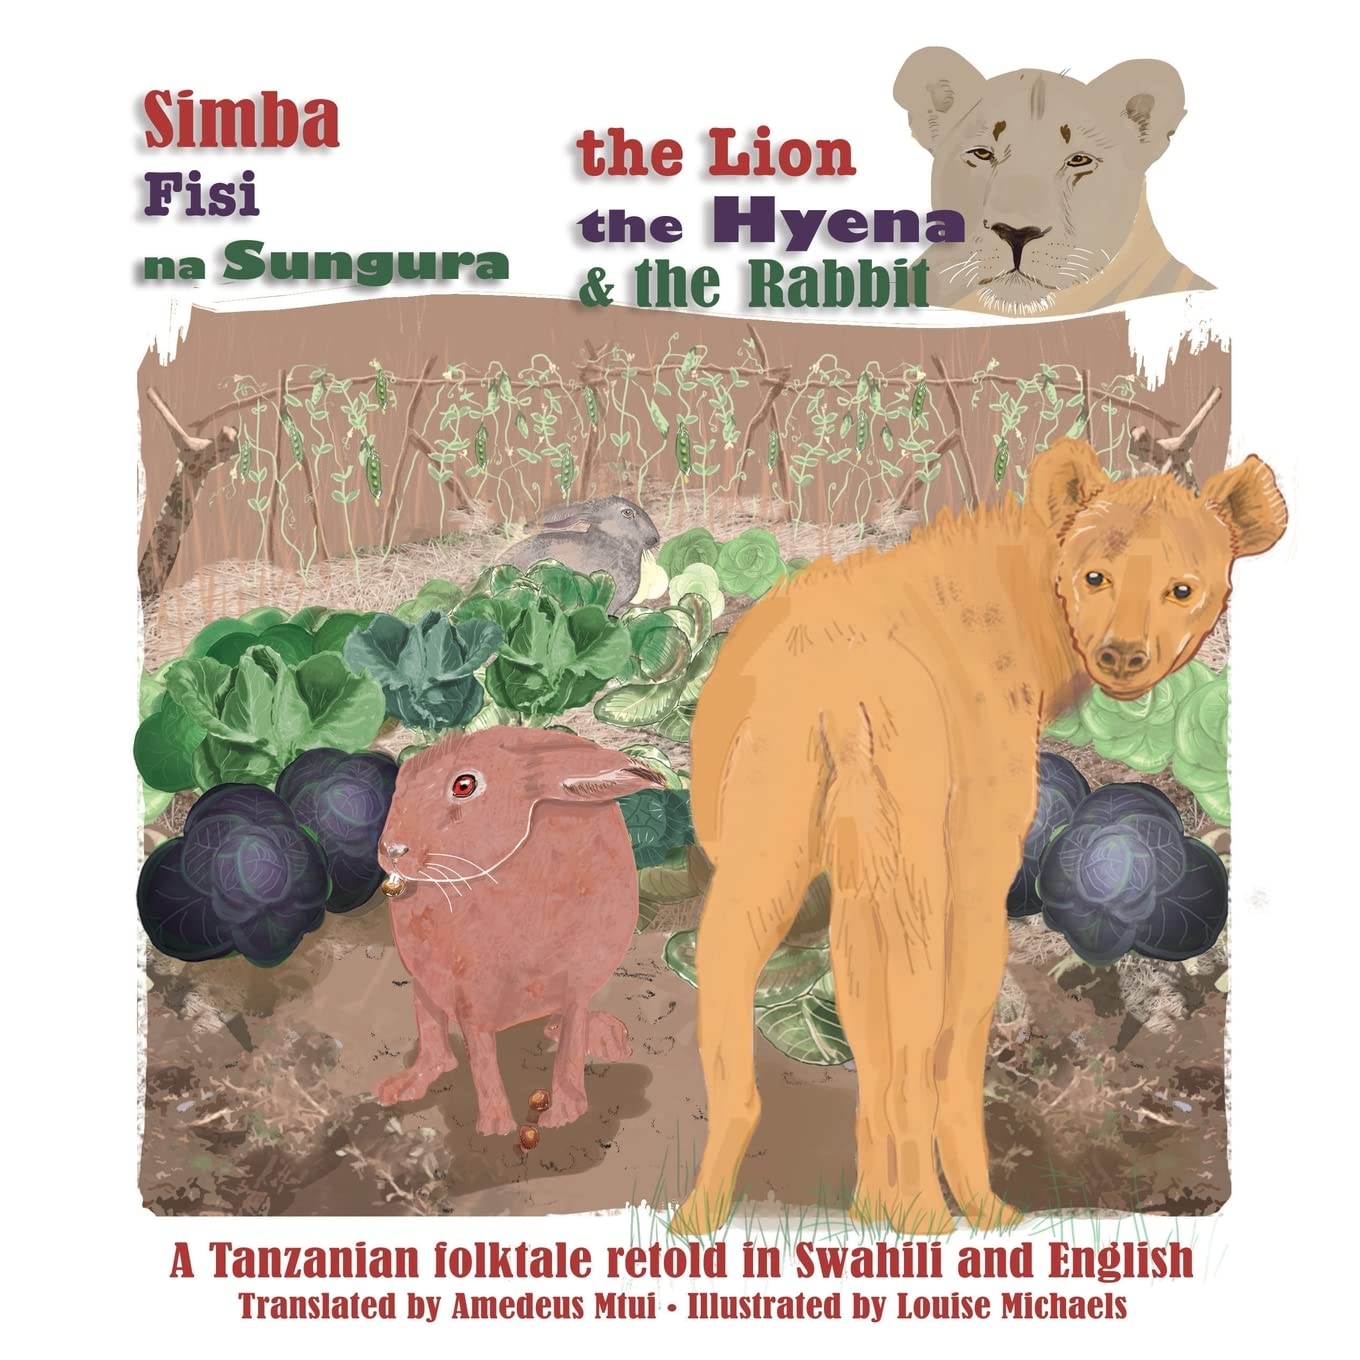 Simba
Fisi
na Sungura
the Lion
the Hyena
& the Rabbit
A Tanzanian folktale retold in Swahili and English
Translated by Amedeus Mtui • Illustrated by Louise Michaels